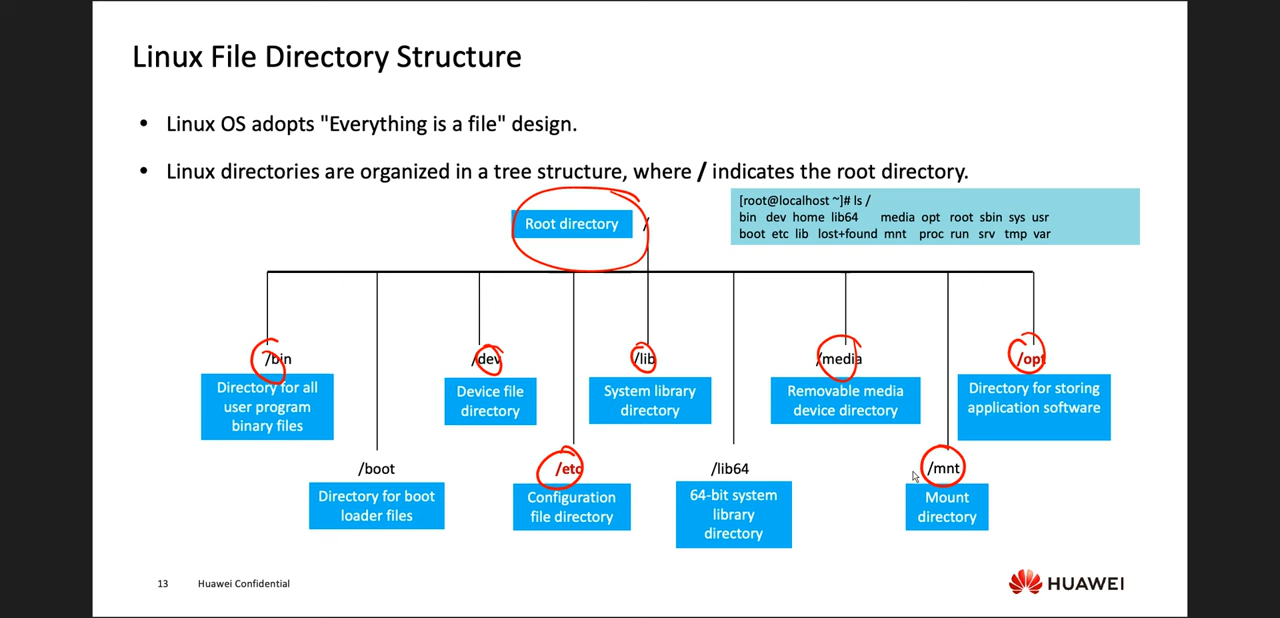 Linux File Directory Structure
• Linux OS adopts "Everything is a file" design.
• Linux directories are organized in a tree structure, where / indicates the root directory.
Root directory
/
[root@localhost ~]# ls /
bin dev home lib64 media opt root sbin sys usr
boot etc lib lost+found mnt proc run srv tmp var
/bin
Directory for all
user program
binary files
/dev
Device file
directory
/lib
System library
directory
/media
Removable media
device directory
/opt
Directory for storing
application software
/boot
Directory for boot
loader files
/etc
Configuration
file directory
/lib64
64-bit system
library
directory
/mnt
Mount
directory
13 Huawei Confidential
HUAWEI